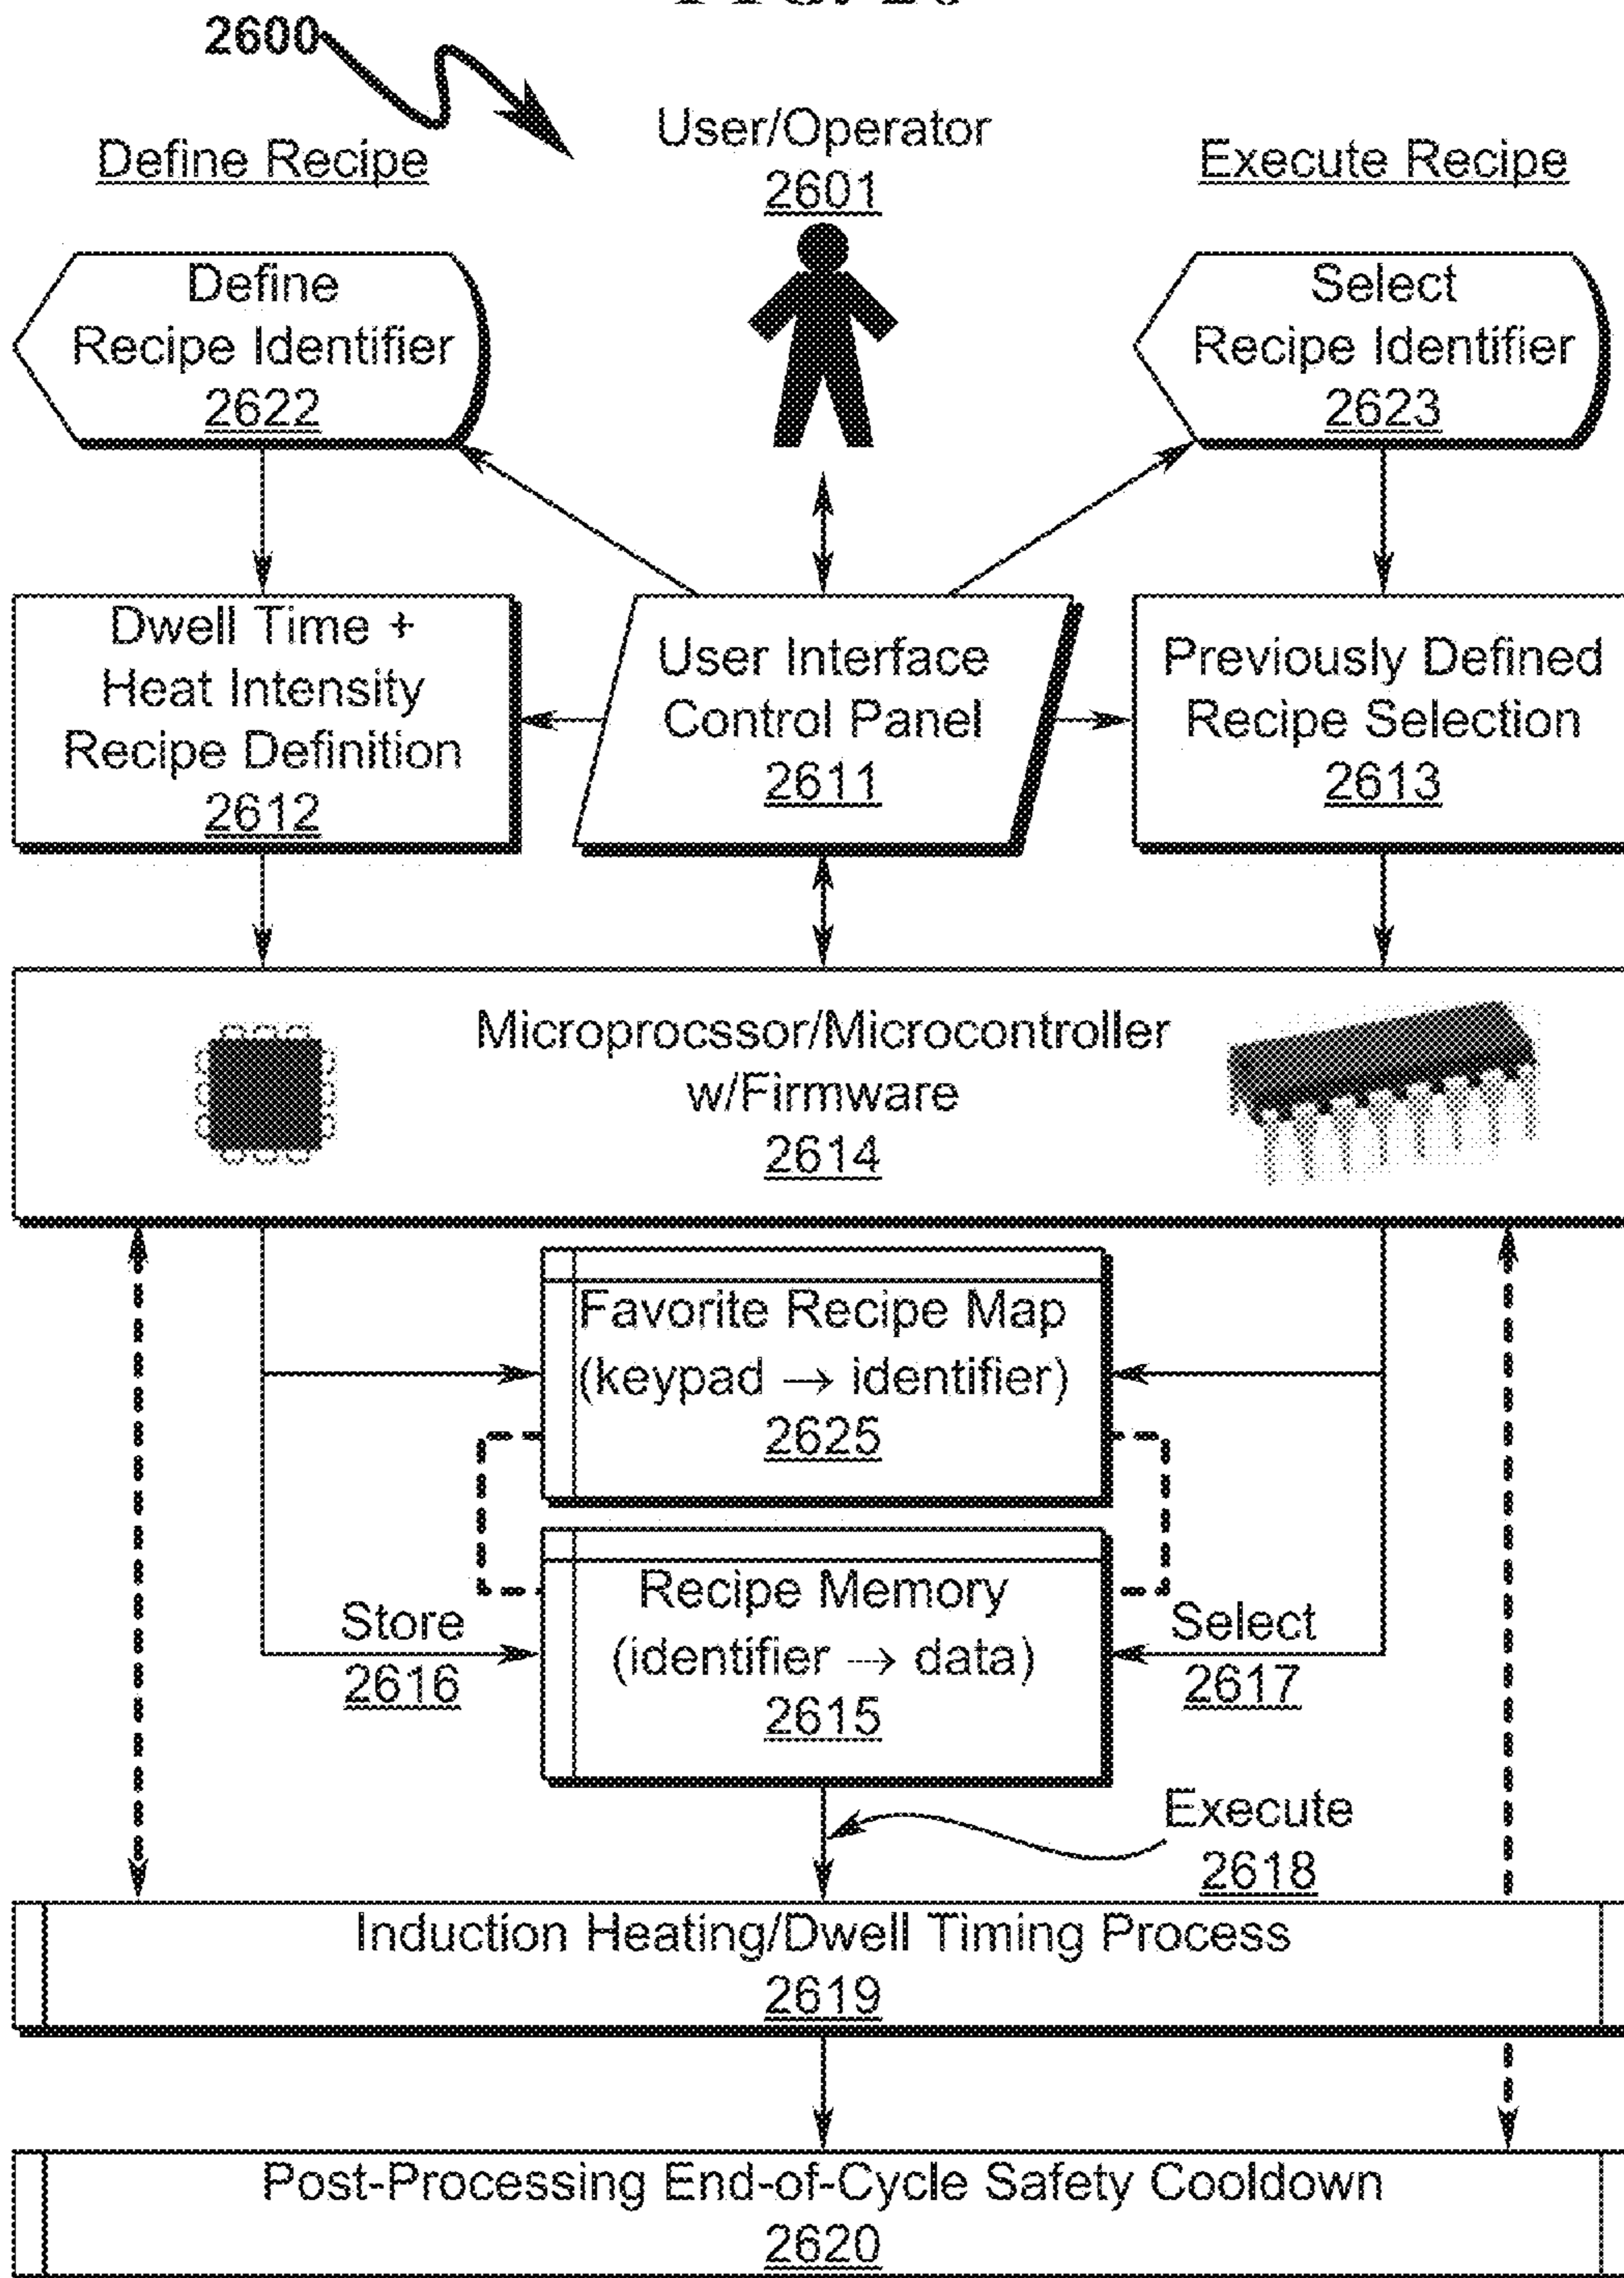 2600
User/Operator
2601
Define Recipe
Execute Recipe
Define
Recipe Identifier
2622
Select
Recipe Identifier
2623
Dwell Time +
Heat Intensity
Recipe Definition
2612
User Interface
Control Panel
2611
Previously Defined
Recipe Selection
2613
Microprocssor/Microcontroller
w/Firmware
2614
Favorite Recipe Map
(keypad → identifier)
2625
Recipe Memory
(identifier → data)
2615
Store
2616
Select
2617
Execute
2618
Induction Heating/Dwell Timing Process
2619
Post-Processing End-of-Cycle Safety Cooldown
2620